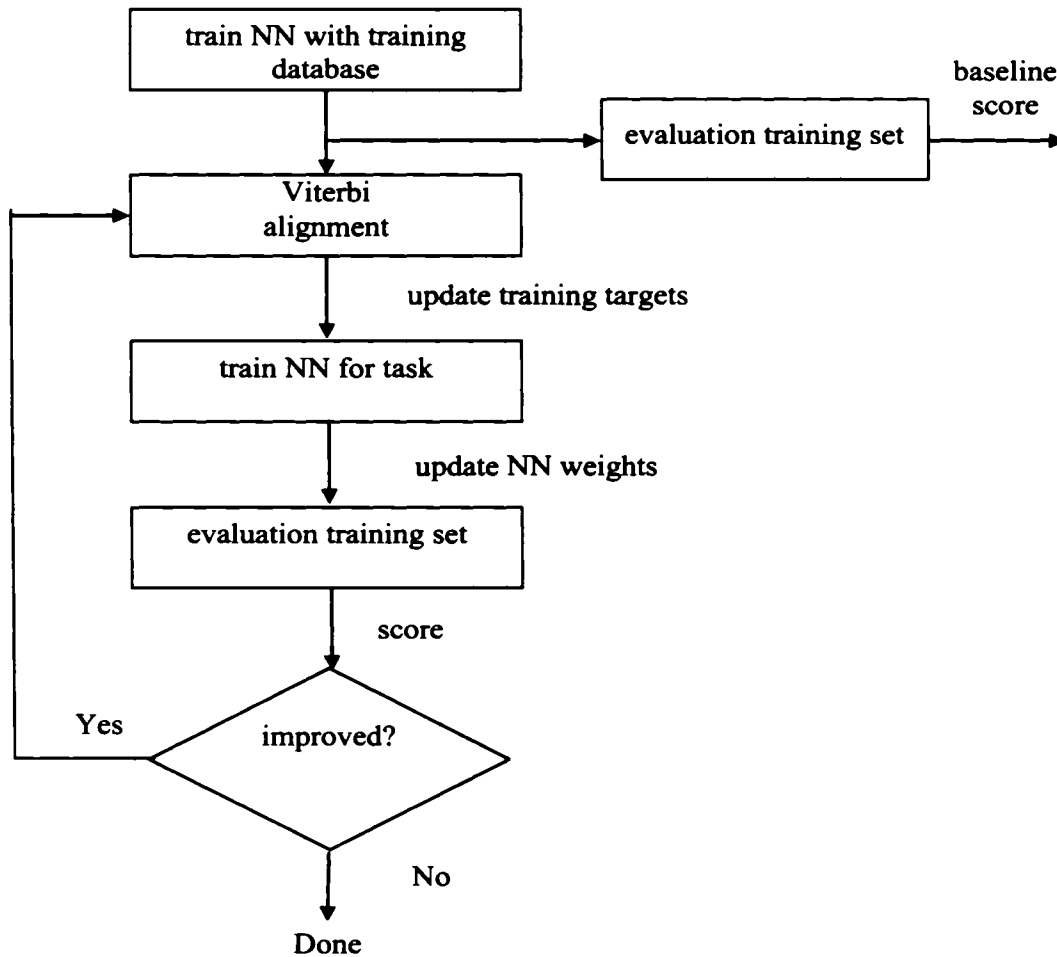 train NN with training
database
baseline
score
evaluation training set
Viterbi
alignment
update training targets
train NN for task
update NN weights
evaluation training set
score
Yes
improved?
No
Done